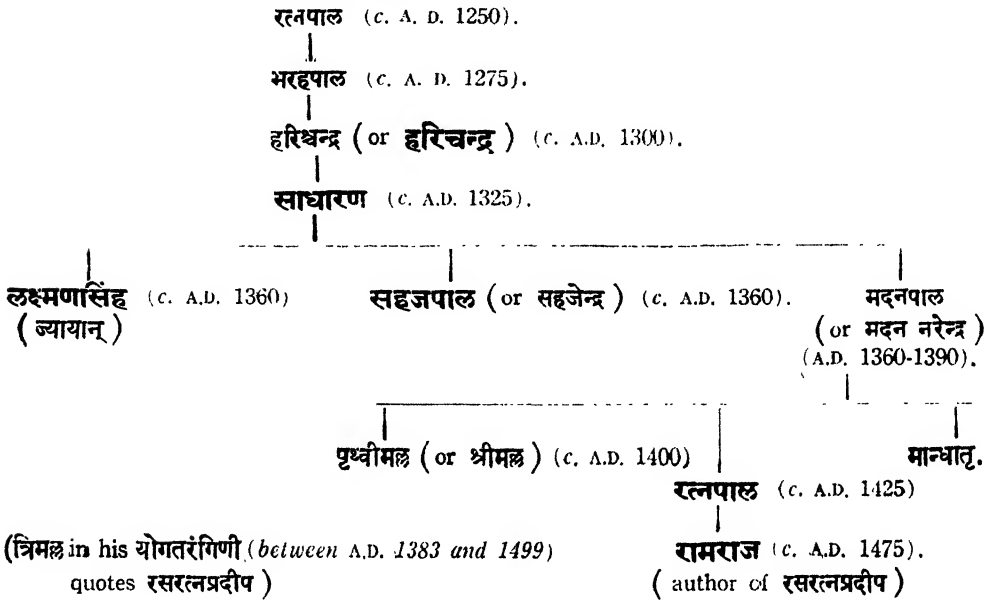 रत्नपाल (c. A. D. 1250).
भरहपाल (c. A. D. 1275).
हरिश्चन्द्र (or हरिचन्द्र) (c. A.D. 1300).
साधारण (c. A.D. 1325).
लक्ष्मणसिंह (c. A.D. 1360) सहजपाल (or सहजेन्द्र) (c. A.D. 1360). मदनपाल
(ज्यायान्) (or मदन नरेन्द्र)
(A.D. 1360-1390).
पृथ्वीमल्ल (or श्रीमल्ल) (c. A.D. 1400) मान्धातृ.
रत्नपाल (c. A.D. 1425)
(त्रिमल्ल in his योगतरंगिणी (between A.D. 1383 and 1499) रामराज (c. A.D. 1475).
quotes रसरत्नप्रदीप) (author of रसरत्नप्रदीप)